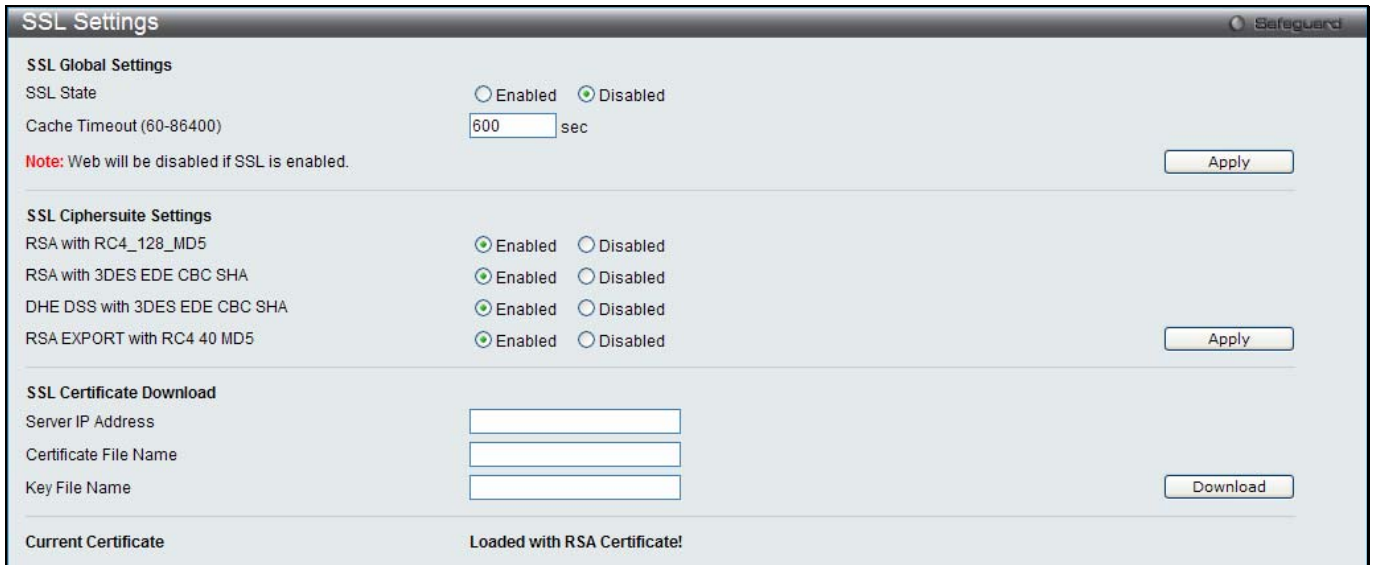 SSL Settings Safeguard
SSL Global Settings
SSL State Enabled Disabled
Cache Timeout (60-86400) 600 sec
Note: Web will be disabled if SSL is enabled. Apply
SSL Ciphersuite Settings
RSA with RC4_128_MD5 Enabled Disabled
RSA with 3DES EDE CBC SHA Enabled Disabled
DHE DSS with 3DES EDE CBC SHA Enabled Disabled
RSA EXPORT with RC4 40 MD5 Enabled Disabled Apply
SSL Certificate Download
Server IP Address
Certificate File Name
Key File Name Download
Current Certificate Loaded with RSA Certificate!